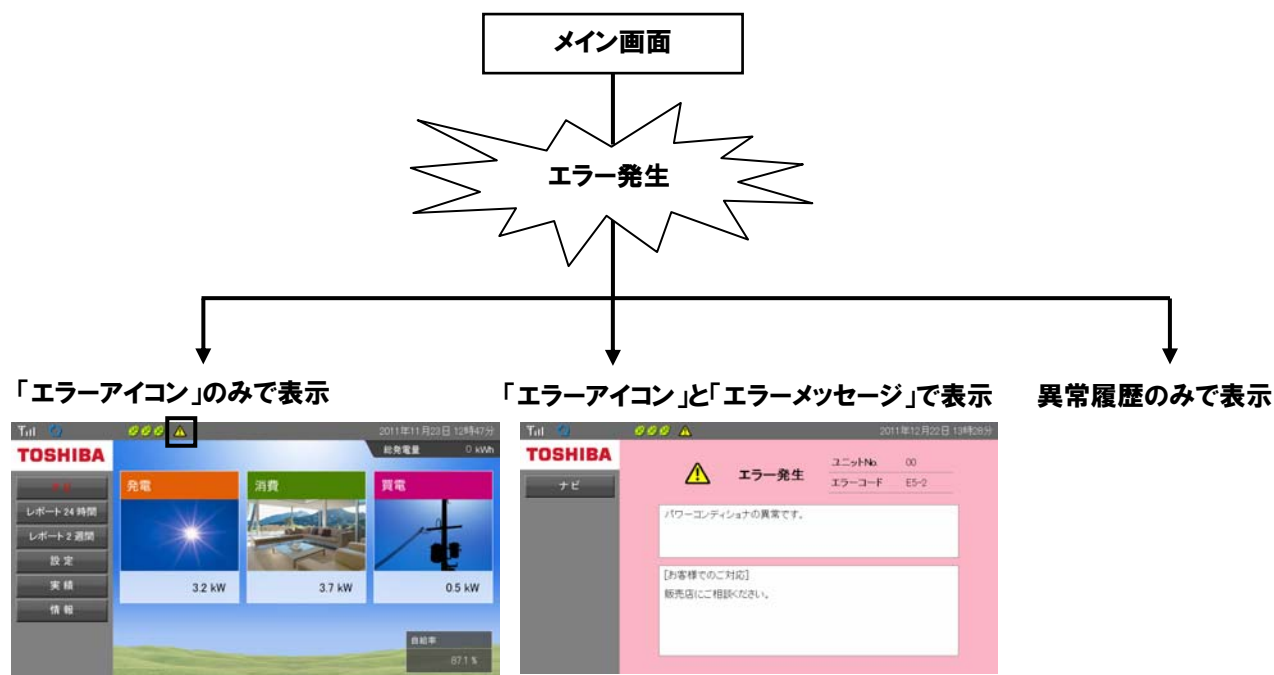 メイン画面
エラー発生
「エラーアイコン」のみで表示
「エラーアイコン」と「エラーメッセージ」で表示
異常履歴のみで表示
2011年11月23日 12時47分
TOSHIBA
総発電量 0 kWh
ナビ
レポート24時間
レポート2週間
設定
実績
情報
発電
消費
買電
3.2 kW
3.7 kW
0.5 kW
自給率
87.1 %
2011年12月22日 13時28分
TOSHIBA
ナビ
エラー発生
ユニットNo. 00
エラーコード E5-2
パワーコンディショナの異常です。
[お客様でのご対応]
販売店にご相談ください。